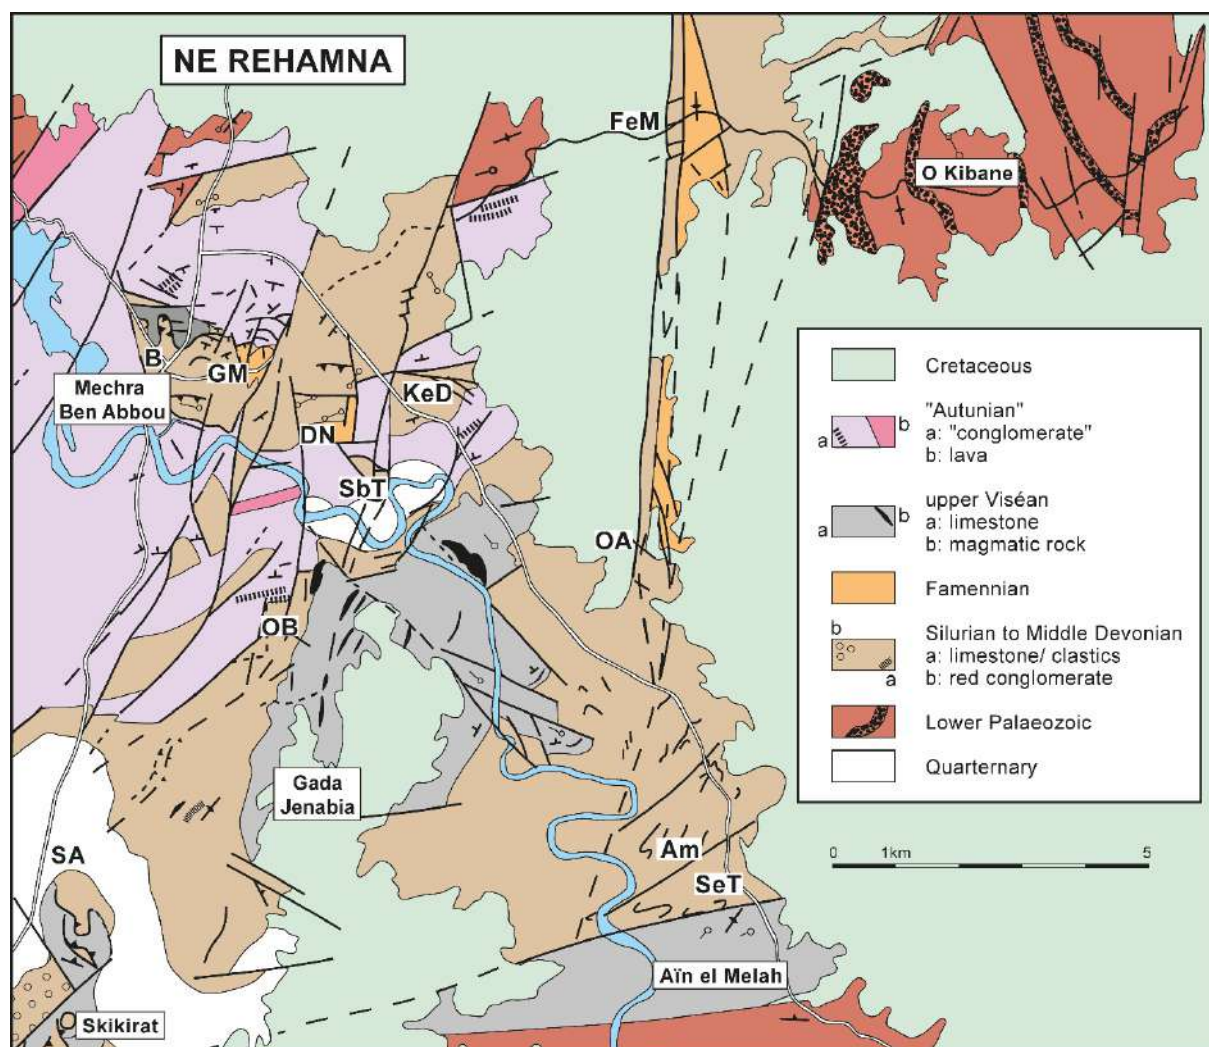 NE REHAMNA
FeM
O Kibane
B
GM
Mechra
Ben Abbou
KeD
DN
SbT
OA
OB
Gada
Jenabia
SA
Am
SeT
Aïn el Melah
Skikirat
Cretaceous
a
b
"Autunian"
a: "conglomerate"
b: lava
a
b
upper Viséan
a: limestone
b: magmatic rock
Famennian
b
a
Silurian to Middle Devonian
a: limestone/ clastics
b: red conglomerate
Lower Palaeozoic
Quarternary
0 1km 5